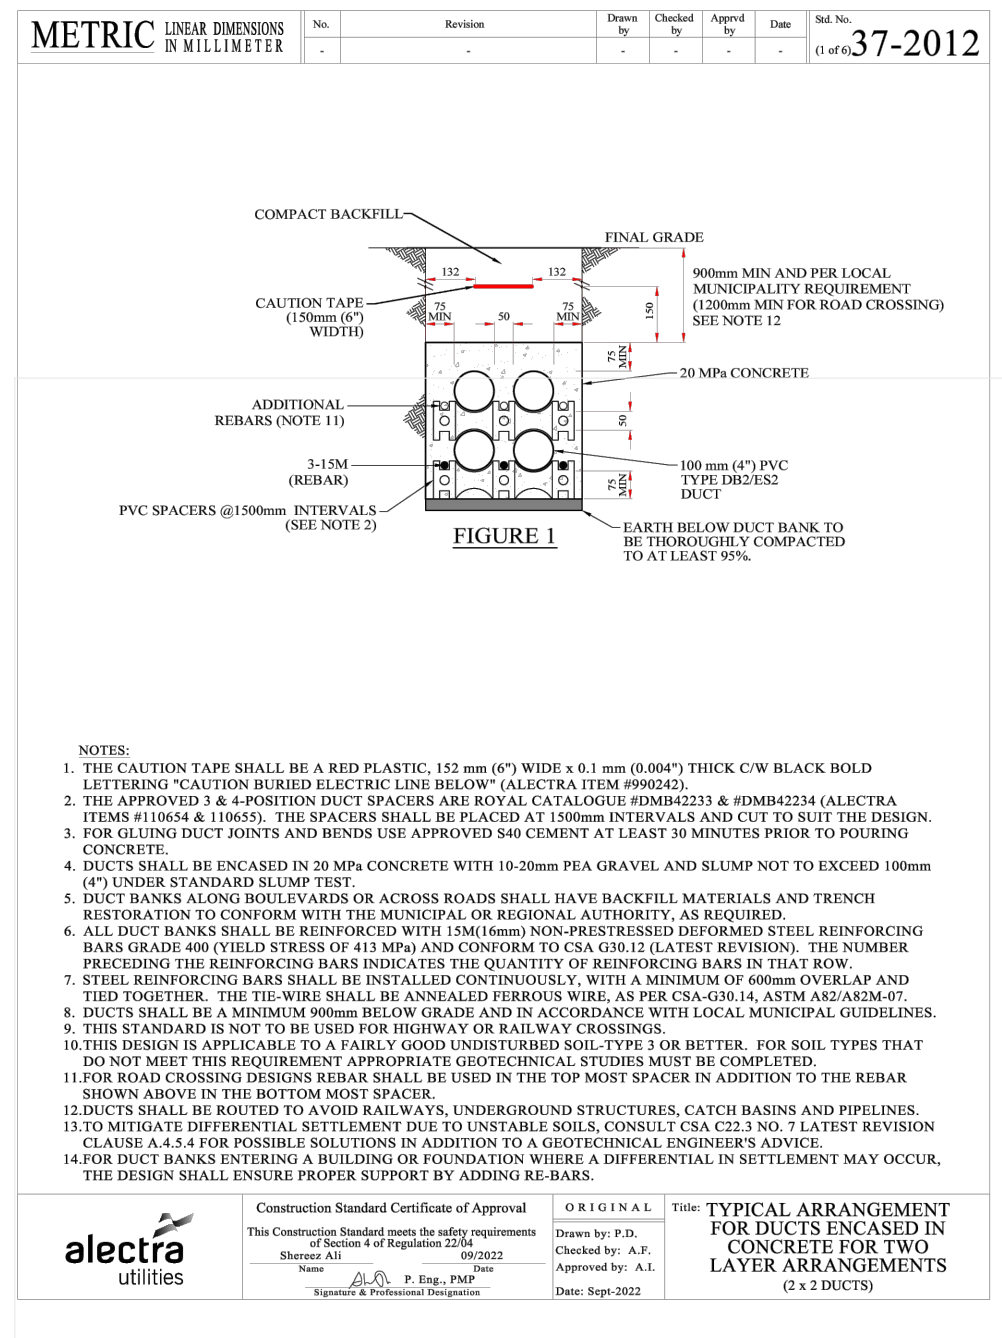 METRIC LINEAR DIMENSIONS
IN MILLIMETER
No. Revision Drawn by Checked by Apprvd by Date
- - - - - -
Std. No.
(1 of 6) 37-2012
COMPACT BACKFILL
FINAL GRADE
132 132
900mm MIN AND PER LOCAL
MUNICIPALITY REQUIREMENT
(1200mm MIN FOR ROAD CROSSING)
SEE NOTE 12
CAUTION TAPE
(150mm (6")
WIDTH)
75 MIN
50
75 MIN
150
75 MIN
20 MPa CONCRETE
ADDITIONAL
REBARS (NOTE 11)
50
3-15M
(REBAR)
100 mm (4") PVC
TYPE DB2/ES2
DUCT
75 MIN
PVC SPACERS @1500mm INTERVALS
(SEE NOTE 2)
EARTH BELOW DUCT BANK TO
BE THOROUGHLY COMPACTED
TO AT LEAST 95%.
FIGURE 1
NOTES:
1. THE CAUTION TAPE SHALL BE A RED PLASTIC, 152 mm (6") WIDE x 0.1 mm (0.004") THICK C/W BLACK BOLD
LETTERING "CAUTION BURIED ELECTRIC LINE BELOW" (ALECTRA ITEM #990242).
2. THE APPROVED 3 & 4-POSITION DUCT SPACERS ARE ROYAL CATALOGUE #DMB42233 & #DMB42234 (ALECTRA
ITEMS #110654 & 110655). THE SPACERS SHALL BE PLACED AT 1500mm INTERVALS AND CUT TO SUIT THE DESIGN.
3. FOR GLUING DUCT JOINTS AND BENDS USE APPROVED S40 CEMENT AT LEAST 30 MINUTES PRIOR TO POURING
CONCRETE.
4. DUCTS SHALL BE ENCASED IN 20 MPa CONCRETE WITH 10-20mm PEA GRAVEL AND SLUMP NOT TO EXCEED 100mm
(4") UNDER STANDARD SLUMP TEST.
5. DUCT BANKS ALONG BOULEVARDS OR ACROSS ROADS SHALL HAVE BACKFILL MATERIALS AND TRENCH
RESTORATION TO CONFORM WITH THE MUNICIPAL OR REGIONAL AUTHORITY, AS REQUIRED.
6. ALL DUCT BANKS SHALL BE REINFORCED WITH 15M(16mm) NON-PRESTRESSED DEFORMED STEEL REINFORCING
BARS GRADE 400 (YIELD STRESS OF 413 MPa) AND CONFORM TO CSA G30.12 (LATEST REVISION). THE NUMBER
PRECEDING THE REINFORCING BARS INDICATES THE QUANTITY OF REINFORCING BARS IN THAT ROW.
7. STEEL REINFORCING BARS SHALL BE INSTALLED CONTINUOUSLY, WITH A MINIMUM OF 600mm OVERLAP AND
TIED TOGETHER. THE TIE-WIRE SHALL BE ANNEALED FERROUS WIRE, AS PER CSA-G30.14, ASTM A82/A82M-07.
8. DUCTS SHALL BE A MINIMUM 900mm BELOW GRADE AND IN ACCORDANCE WITH LOCAL MUNICIPAL GUIDELINES.
9. THIS STANDARD IS NOT TO BE USED FOR HIGHWAY OR RAILWAY CROSSINGS.
10.THIS DESIGN IS APPLICABLE TO A FAIRLY GOOD UNDISTURBED SOIL-TYPE 3 OR BETTER. FOR SOIL TYPES THAT
DO NOT MEET THIS REQUIREMENT APPROPRIATE GEOTECHNICAL STUDIES MUST BE COMPLETED.
11.FOR ROAD CROSSING DESIGNS REBAR SHALL BE USED IN THE TOP MOST SPACER IN ADDITION TO THE REBAR
SHOWN ABOVE IN THE BOTTOM MOST SPACER.
12.DUCTS SHALL BE ROUTED TO AVOID RAILWAYS, UNDERGROUND STRUCTURES, CATCH BASINS AND PIPELINES.
13.TO MITIGATE DIFFERENTIAL SETTLEMENT DUE TO UNSTABLE SOILS, CONSULT CSA C22.3 NO. 7 LATEST REVISION
CLAUSE A.4.5.4 FOR POSSIBLE SOLUTIONS IN ADDITION TO A GEOTECHNICAL ENGINEER'S ADVICE.
14.FOR DUCT BANKS ENTERING A BUILDING OR FOUNDATION WHERE A DIFFERENTIAL IN SETTLEMENT MAY OCCUR,
THE DESIGN SHALL ENSURE PROPER SUPPORT BY ADDING RE-BARS.
alectra
utilities
Construction Standard Certificate of Approval
This Construction Standard meets the safety requirements
of Section 4 of Regulation 22/04
Shereez Ali 09/2022
Name Date
P. Eng., PMP
Signature & Professional Designation
ORIGINAL
Drawn by: P.D.
Checked by: A.F.
Approved by: A.I.
Date: Sept-2022
Title: TYPICAL ARRANGEMENT
FOR DUCTS ENCASED IN
CONCRETE FOR TWO
LAYER ARRANGEMENTS
(2 x 2 DUCTS)